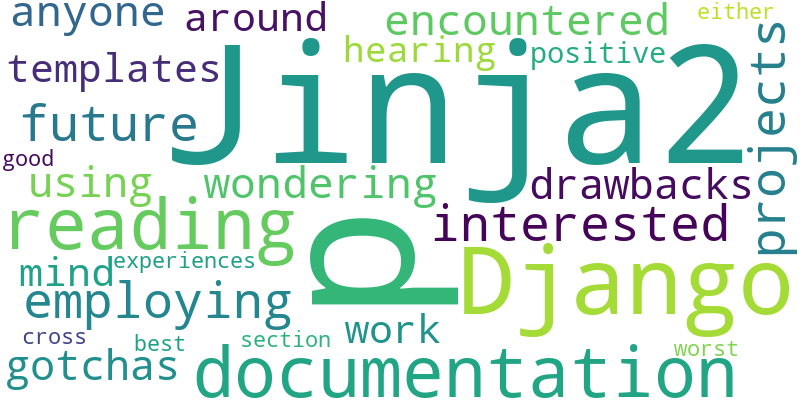 anyone
around
encountered
either
templates
Jinja2
hearing
positive
projects
future
good
using
wondering
drawbacks
reading
p
interested
mind
experiences
Django
employing
work
cross
best
section
worst
gotchas
documentation